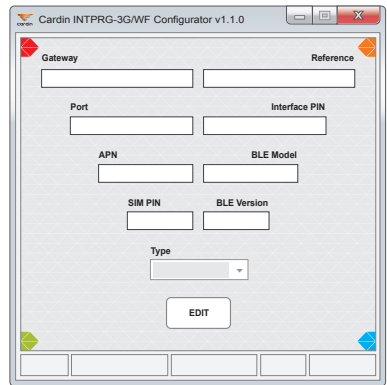 cardin Cardin INTPRG-3G/WF Configurator v1.1.0
Gateway Reference
Port Interface PIN
APN BLE Model
SIM PIN BLE Version
Type
EDIT